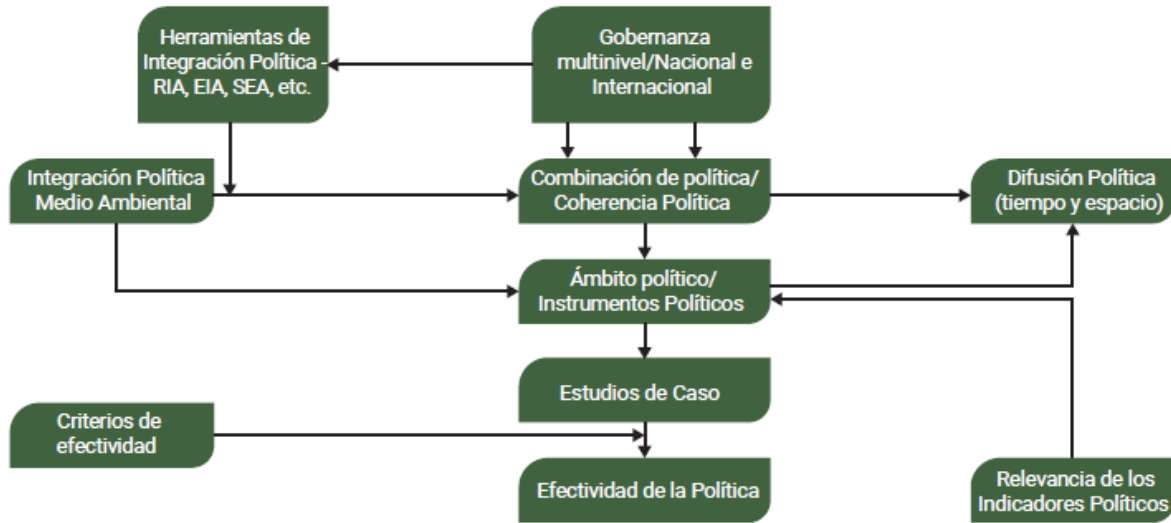 Herramientas de
Integración Política -
RIA, EIA, SEA, etc.
Gobernanza
multinivel/Nacional e
Internacional
Integración Política
Medio Ambiental
Combinación de política/
Coherencia Política
Difusión Política
(tiempo y espacio)
Ámbito político/
Instrumentos Políticos
Estudios de Caso
Criterios de
efectividad
Efectividad de la Política
Relevancia de los
Indicadores Políticos